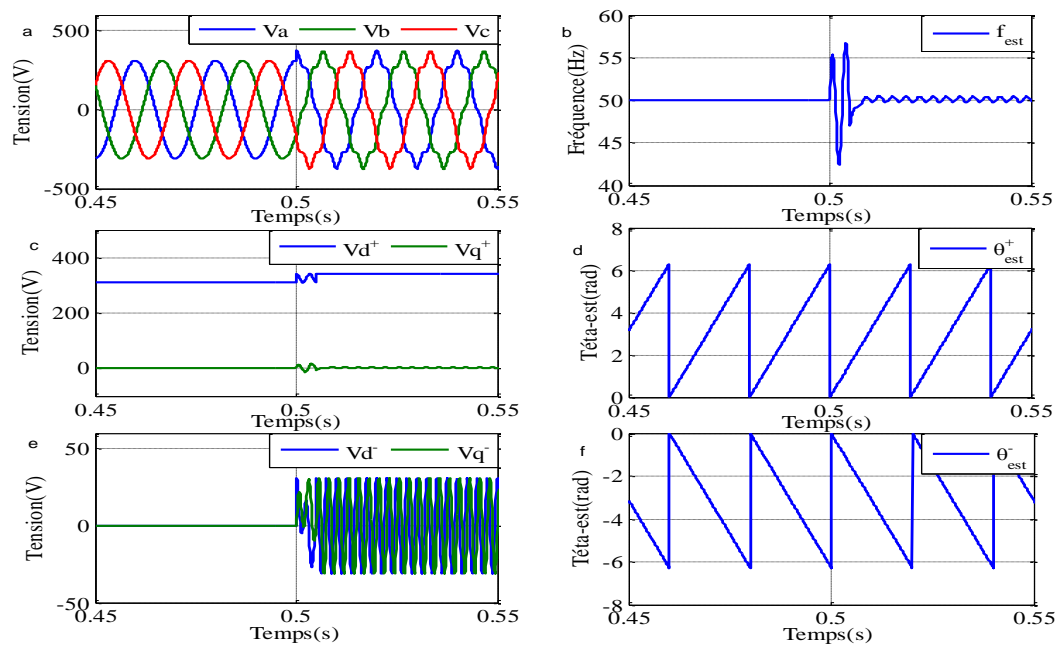 a
Va Vb Vc
Tension(V)
500
0
-500
0.45 0.5 0.55
Temps(s)
b
f_est
Fréquence(Hz)
60
55
50
45
40
0.45 0.5 0.55
Temps(s)
c
Vd+ Vq+
Tension(V)
400
200
0
0.45 0.5 0.55
Temps(s)
d
θ+est
Téta-est(rad)
8
6
4
2
0
0.45 0.5 0.55
Temps(s)
e
Vd- Vq-
Tension(V)
50
0
-50
0.45 0.5 0.55
Temps(s)
f
θ-est
Téta-est(rad)
0
-2
-4
-6
-8
0.45 0.5 0.55
Temps(s)